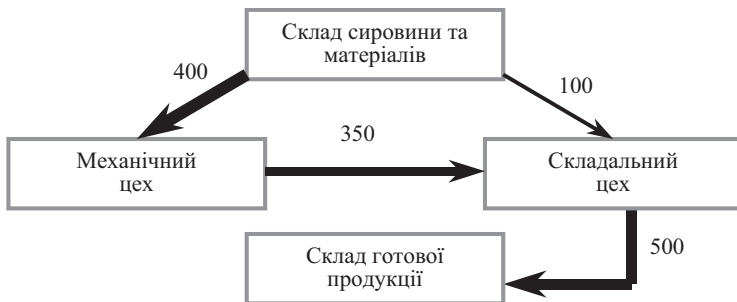 Склад сировини та
матеріалів
400
100
Механічний
цех
350
Складальний
цех
500
Склад готової
продукції